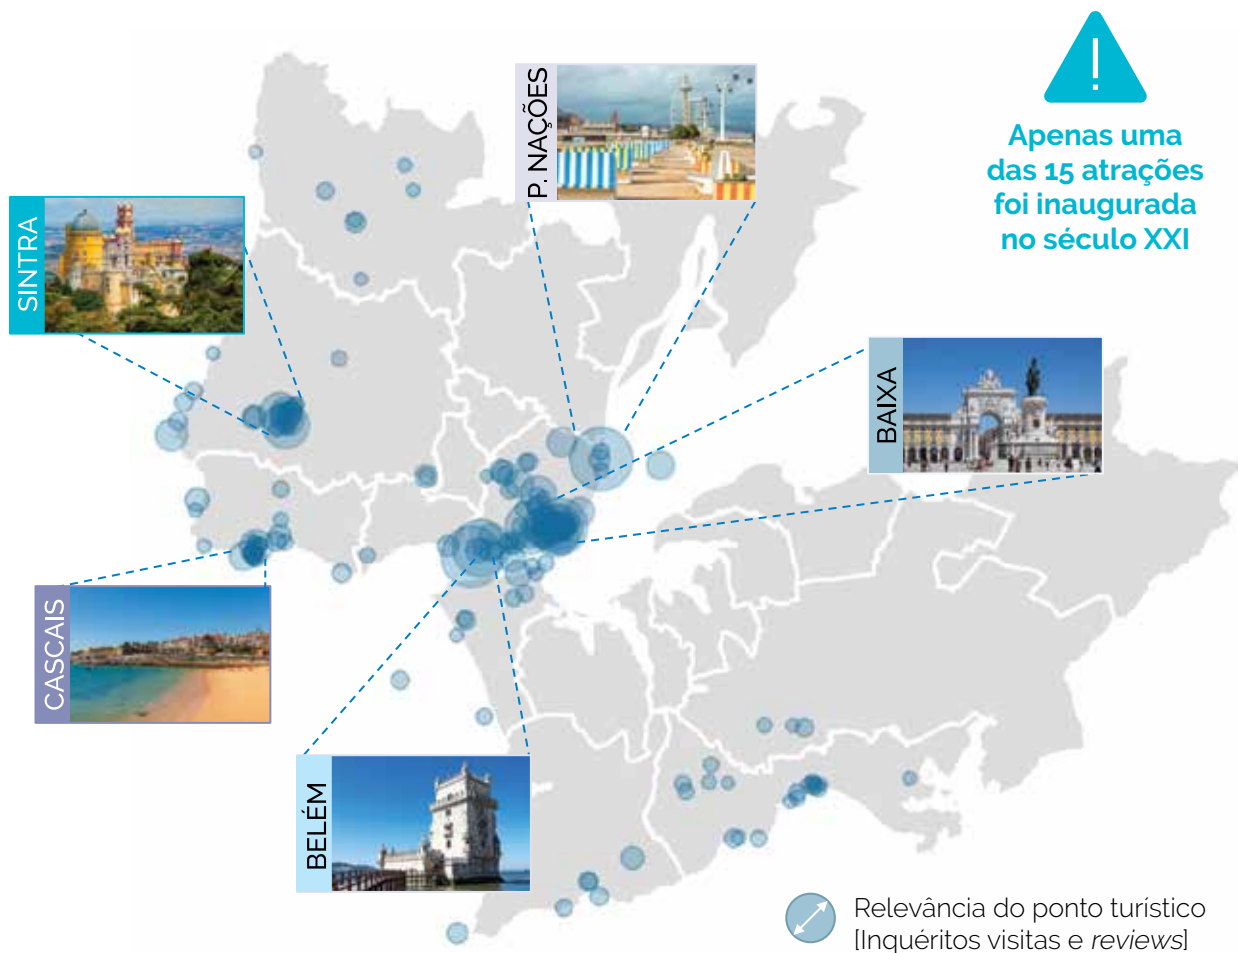 P. NAÇÕES
Apenas uma
das 15 atrações
foi inaugurada
no século XXI
SINTRA
BAIXA
CASCAIS
BELÉM
Relevância do ponto turístico
[Inquéritos visitas e reviews]